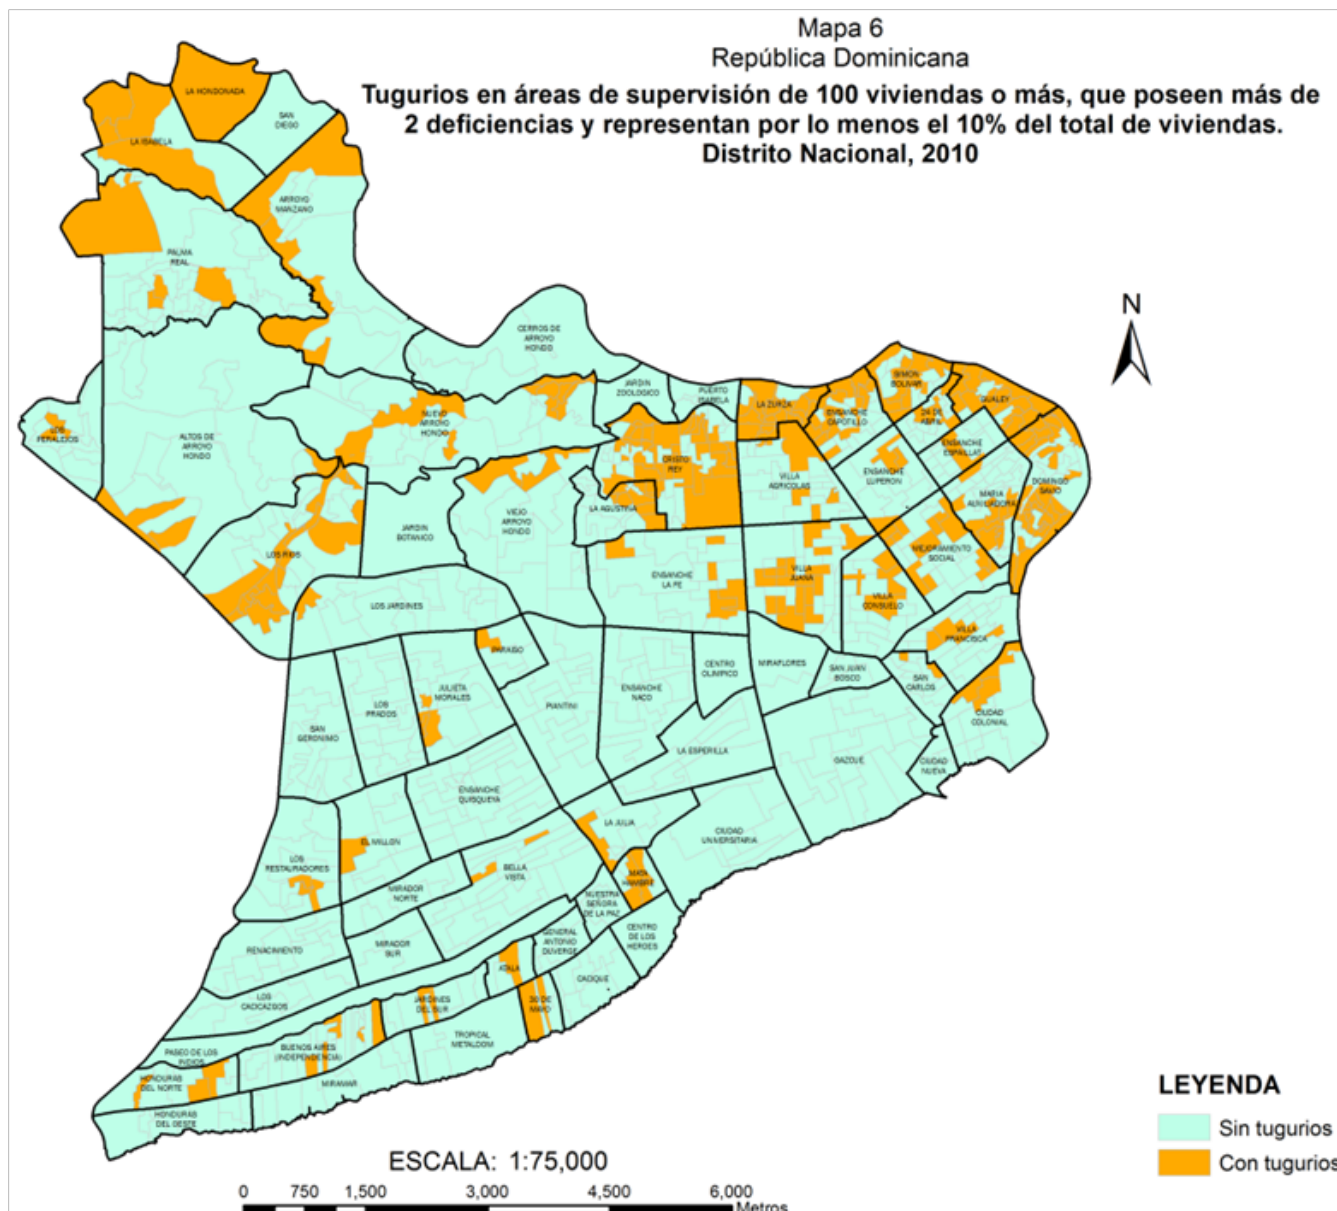 Mapa 6
República Dominicana
Tugurios en áreas de supervisión de 100 viviendas o más, que poseen más de
2 deficiencias y representan por lo menos el 10% del total de viviendas.
Distrito Nacional, 2010
LA HONDONADA
SAN
DIEGO
LA ISABELA
ARROYO
MANZANO
PALMA
REAL
CERROS DE
ARROYO
HONDO
N
JARDIN
ZOOLOGICO
PUERTO
ISABELA
LA ZURZA
SIMON
BOLIVAR
GUALEY
ENSANCHE
CAPOTILLO
24 DE
ABRIL
LOS
PERALEJOS
ALTOS DE
ARROYO
HONDO
NUEVO
ARROYO
HONDO
CRISTO
REY
VILLA
AGRICOLAS
ENSANCHE
LUPERON
ENSANCHE
ESPAILLAT
DOMINGO
SAVIO
MARIA
AUXILIADORA
LA AGUSTINA
VIEJO
ARROYO
HONDO
JARDIN
BOTANICO
LOS RIOS
ENSANCHE
LA FE
VILLA
JUANA
MEJORAMIENTO
SOCIAL
VILLA
CONSUELO
LOS JARDINES
VILLA
FRANCISCA
PARAISO
CENTRO
OLIMPICO
MIRAFLORES
SAN JUAN
BOSCO
SAN
CARLOS
JULIETA
MORALES
ENSANCHE
NACO
PIANTINI
LOS
PRADOS
SAN
GERONIMO
CIUDAD
COLONIAL
LA ESPERILLA
GAZCUE
CIUDAD
NUEVA
ENSANCHE
QUISQUEYA
LA JULIA
CIUDAD
UNIVERSITARIA
EL MILLON
LOS
RESTAURADORES
BELLA
VISTA
MATA
HAMBRE
MIRADOR
NORTE
NUESTRA
SEÑORA
DE LA PAZ
CENTRO
DE LOS
HEROES
GENERAL
ANTONIO
DUVERGE
RENACIMIENTO
MIRADOR
SUR
ATALA
CACIQUE
LOS
CACICAZGOS
JARDINES
DEL SUR
30 DE
MAYO
TROPICAL
METALDOM
BUENOS AIRES
(INDEPENDENCIA)
PASEO DE LOS
INDIOS
HONDURAS
DEL NORTE
MIRAMAR
HONDURAS
DEL OESTE
LEYENDA
Sin tugurios
Con tugurios
ESCALA: 1:75,000
0 750 1,500 3,000 4,500 6,000
Metros